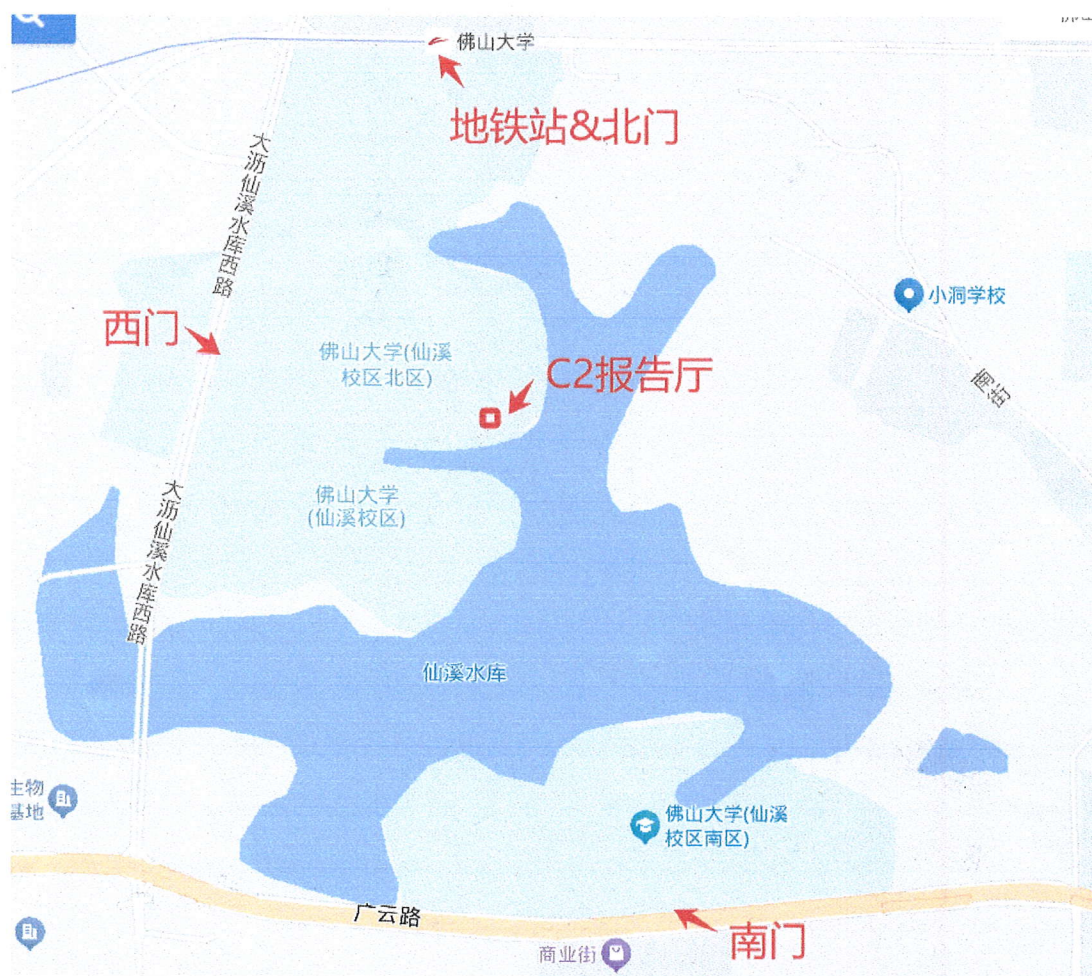 佛山大学
地铁站&北门
大沥仙溪水库西路
小洞学校
西门
佛山大学(仙溪
校区北区)
C2报告厅
南街
大沥仙溪水库西路
佛山大学
(仙溪校区)
仙溪水库
生物
基地
佛山大学(仙溪
校区南区)
广云路
南门
商业街